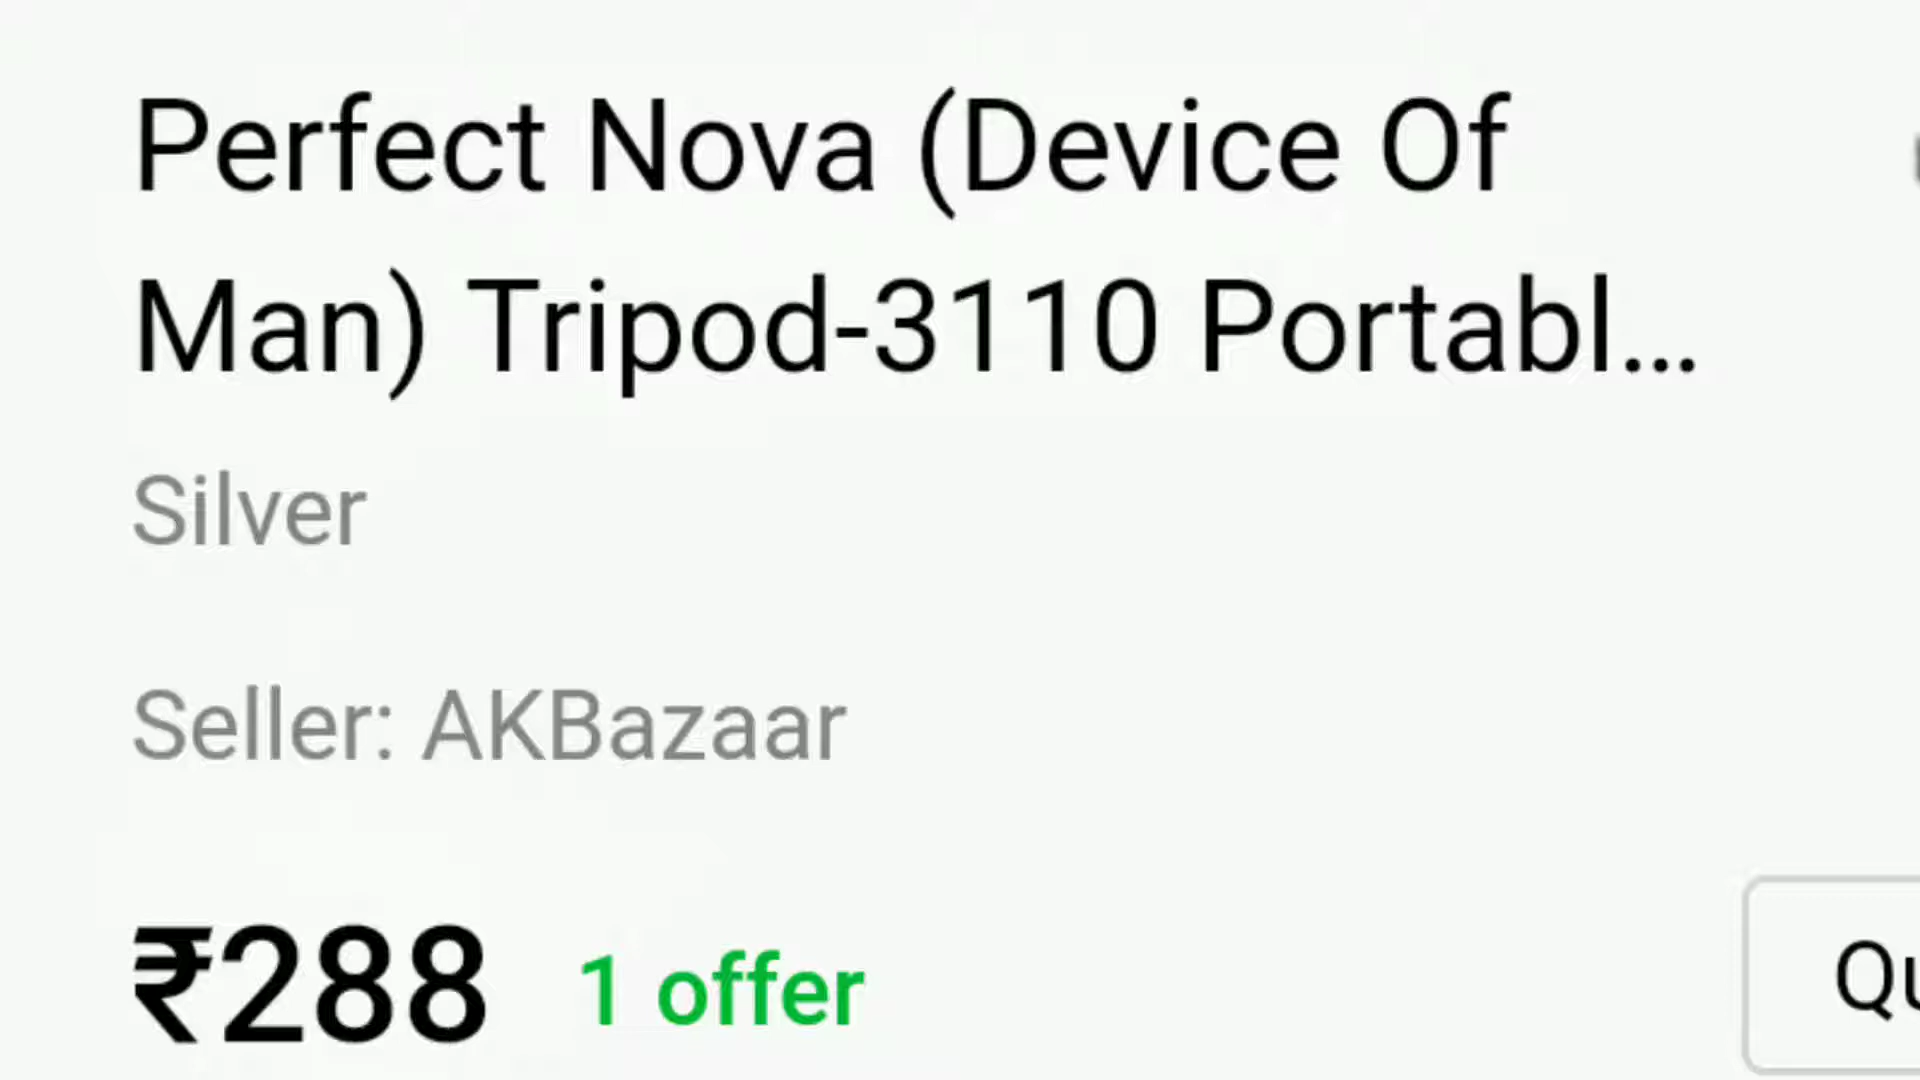 Perfect Nova (Device Of
Man) Tripod-3110 Portabl...
Silver
Seller: AKBazaar
₹288 1 offer